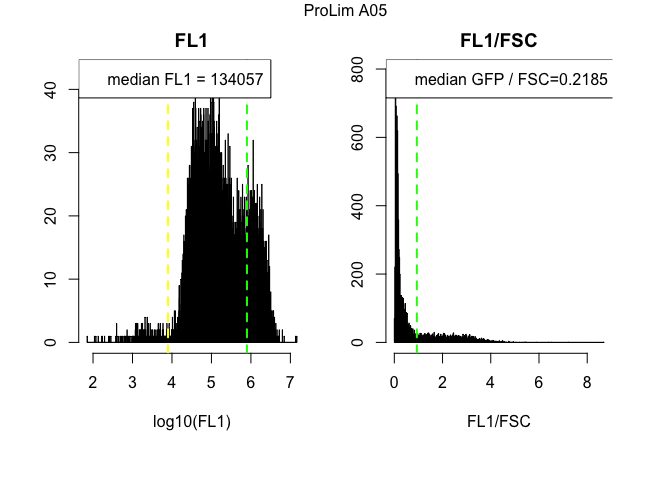 ProLim A05
FL1
median FL1 = 134057
40
30
20
10
0
2 3 4 5 6 7
log10(FL1)
FL1/FSC
median GFP / FSC=0.2185
800
600
400
200
0
0 2 4 6 8
FL1/FSC